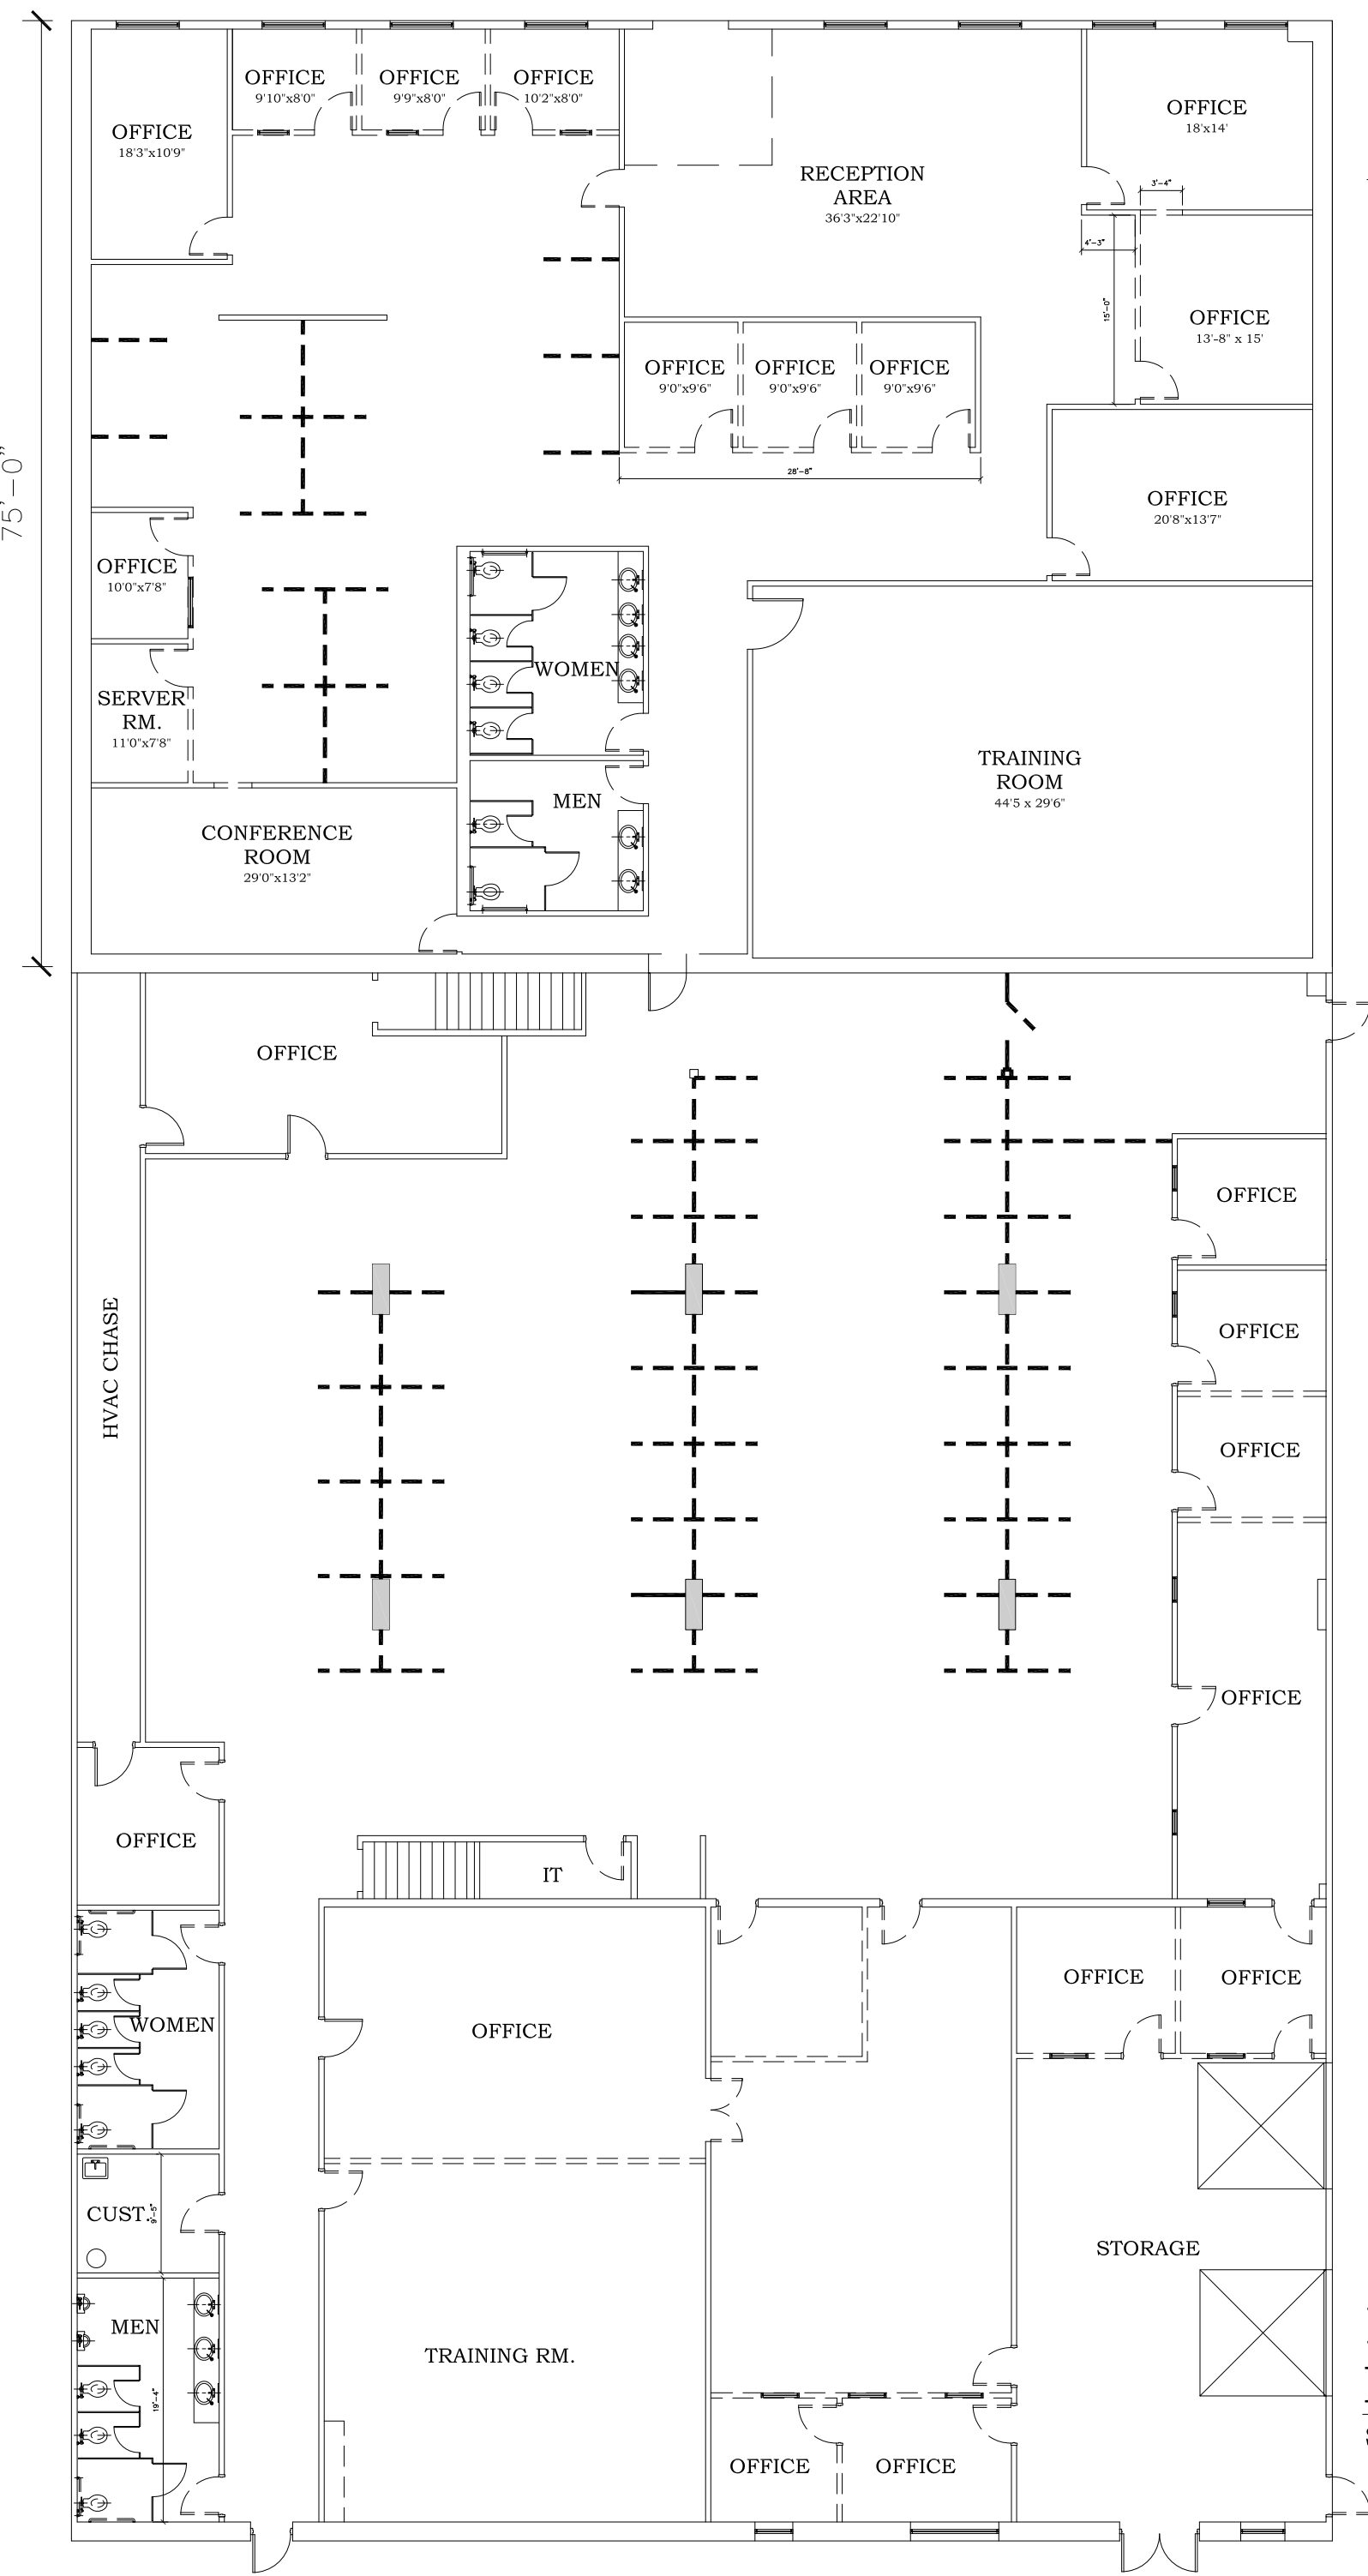 OFFICE
9'10"x8'0"
OFFICE
9'9"x8'0"
OFFICE
10'2"x8'0"
OFFICE
18'3"x10'9"
OFFICE
18'x14'
RECEPTION
AREA
36'3"x22'10"
3'-4"
4'-3"
15'-0"
OFFICE
13'-8" x 15'
OFFICE
9'0"x9'6"
OFFICE
9'0"x9'6"
OFFICE
9'0"x9'6"
28'-8"
75'-0"
OFFICE
20'8"x13'7"
OFFICE
10'0"x7'8"
WOMEN
SERVER
RM.
11'0"x7'8"
TRAINING
ROOM
44'5 x 29'6"
MEN
CONFERENCE
ROOM
29'0"x13'2"
OFFICE
OFFICE
HVAC CHASE
OFFICE
OFFICE
OFFICE
OFFICE
IT
OFFICE
OFFICE
OFFICE
WOMEN
CUST.
9'-5"
STORAGE
MEN
19'-4"
TRAINING RM.
OFFICE
OFFICE